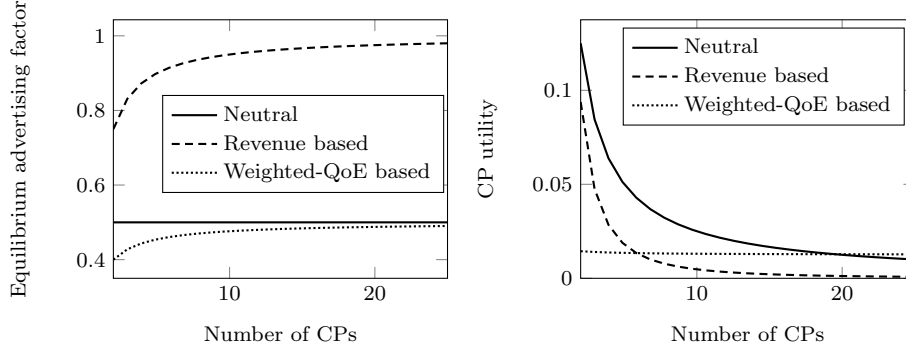 Equilibrium advertising factor
1
0.8
0.6
0.4
10
20
Number of CPs
Neutral
Revenue based
Weighted-QoE based
CP utility
0.1
0.05
0
10
20
Number of CPs
Neutral
Revenue based
Weighted-QoE based